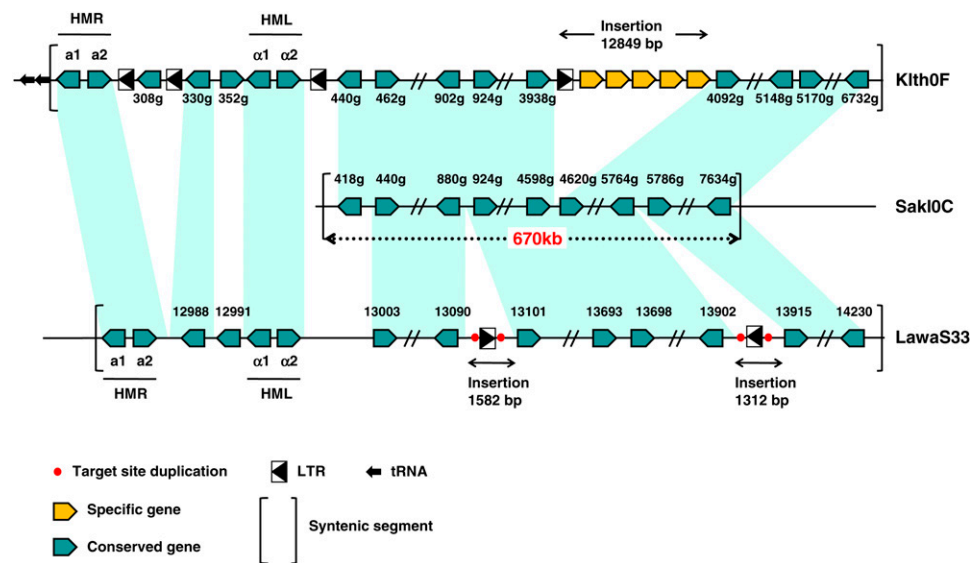 HMR
HML
Insertion
12849 bp
a1 a2
α1 α2
Klth0F
308g 330g 352g 440g 462g 902g 924g 3938g 4092g 5148g 5170g 6732g
418g 440g 880g 924g 4598g 4620g 5764g 5786g 7634g
Sakl0C
670kb
12988 12991 13003 13090 13101 13693 13698 13902 13915 14230
LawaS33
a1 a2
α1 α2
HMR
HML
Insertion
1582 bp
Insertion
1312 bp
Target site duplication
LTR
tRNA
Specific gene
Syntenic segment
Conserved gene